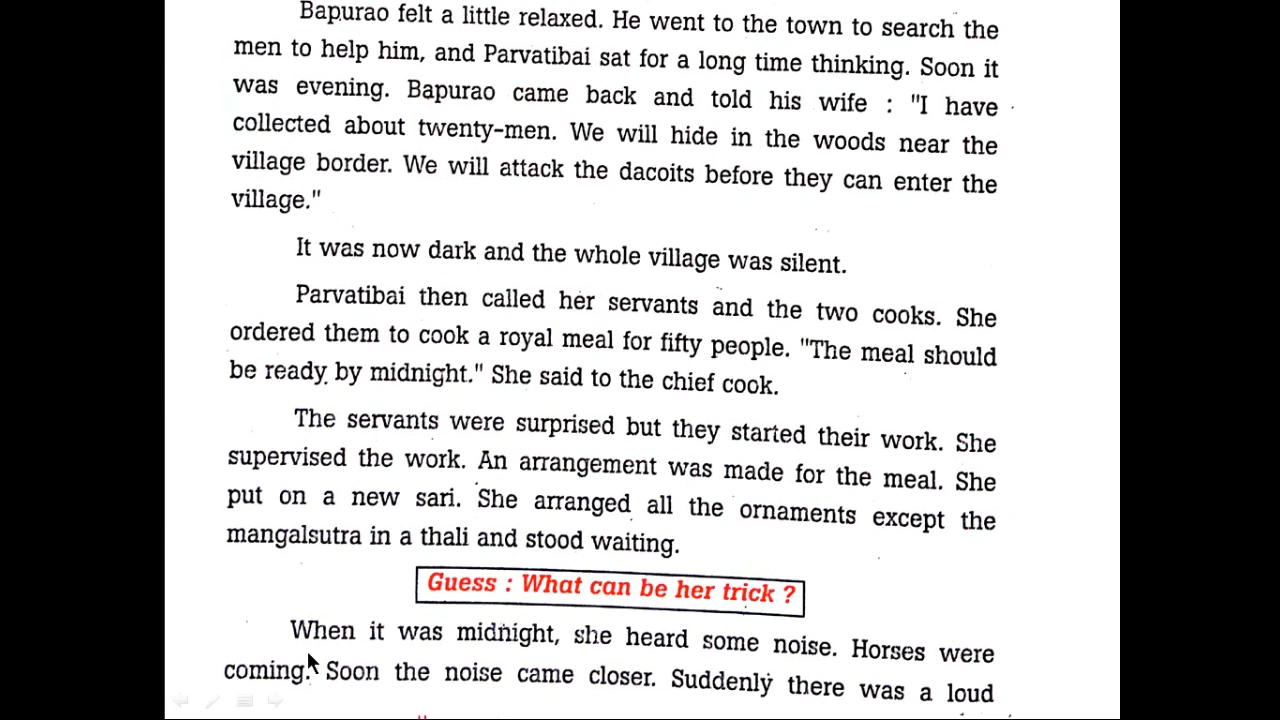 Bapurao felt a little relaxed. He went to the town to search the
men to help him, and Parvatibai sat for a long time thinking. Soon it
was evening. Bapurao came back and told his wife : "I have
collected about twenty-men. We will hide in the woods near the
village border. We will attack the dacoits before they can enter the
village."
It was now dark and the whole village was silent.
Parvatibai then called her servants and the two cooks. She
ordered them to cook a royal meal for fifty people. "The meal should
be ready by midnight." She said to the chief cook.
The servants were surprised but they started their work. She
supervised the work. An arrangement was made for the meal. She
put on a new sari. She arranged all the ornaments except the
mangalsutra in a thali and stood waiting.
Guess : What can be her trick ?
When it was midnight, she heard some noise. Horses were
coming. Soon the noise came closer. Suddenly there was a loud